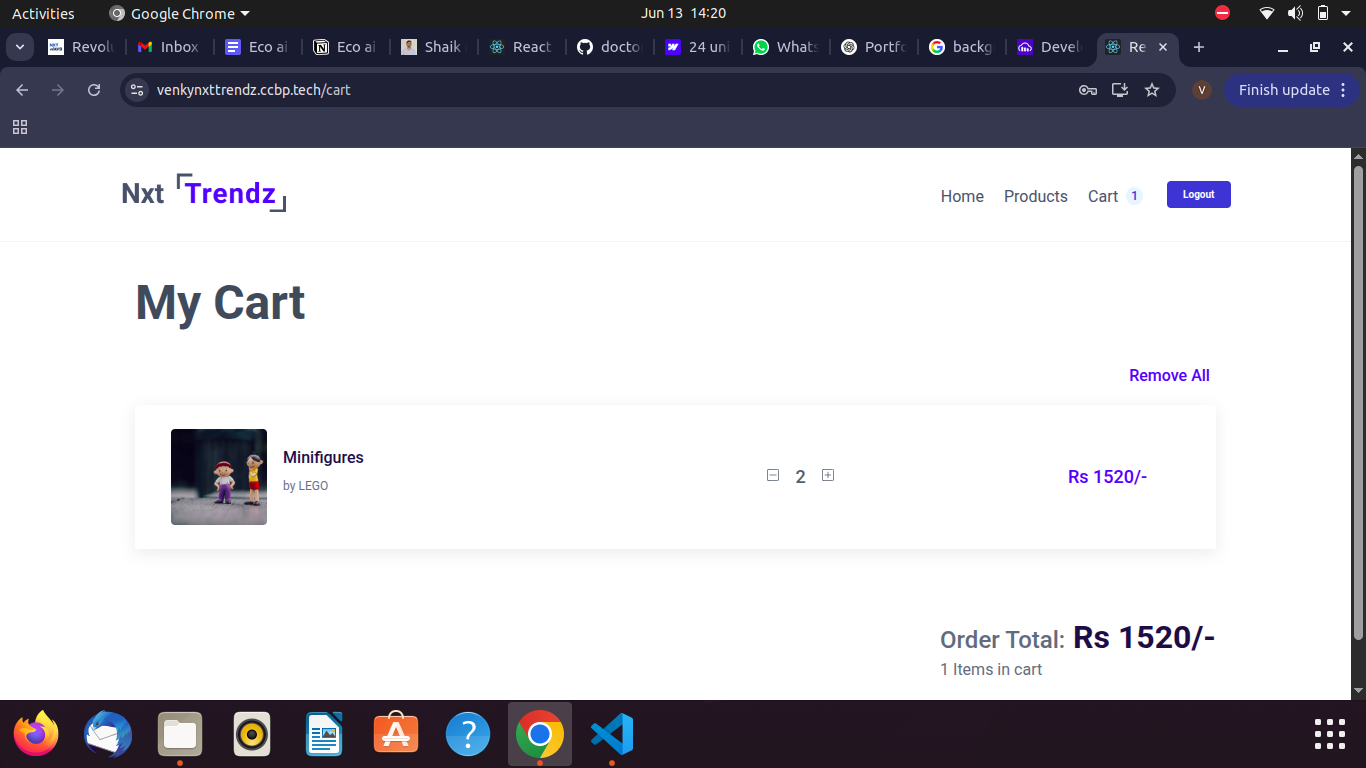 Activities Google Chrome Jun 13 14:20
Revolu Inbox Eco ai Eco ai Shaik React docto 24 uni Whats Portfo backg Devel Re
venkynxttrendz.ccbp.tech/cart V Finish update
Nxt Trendz Home Products Cart 1 Logout
My Cart
Remove All
Minifigures
by LEGO
2
Rs 1520/-
Order Total: Rs 1520/-
1 Items in cart